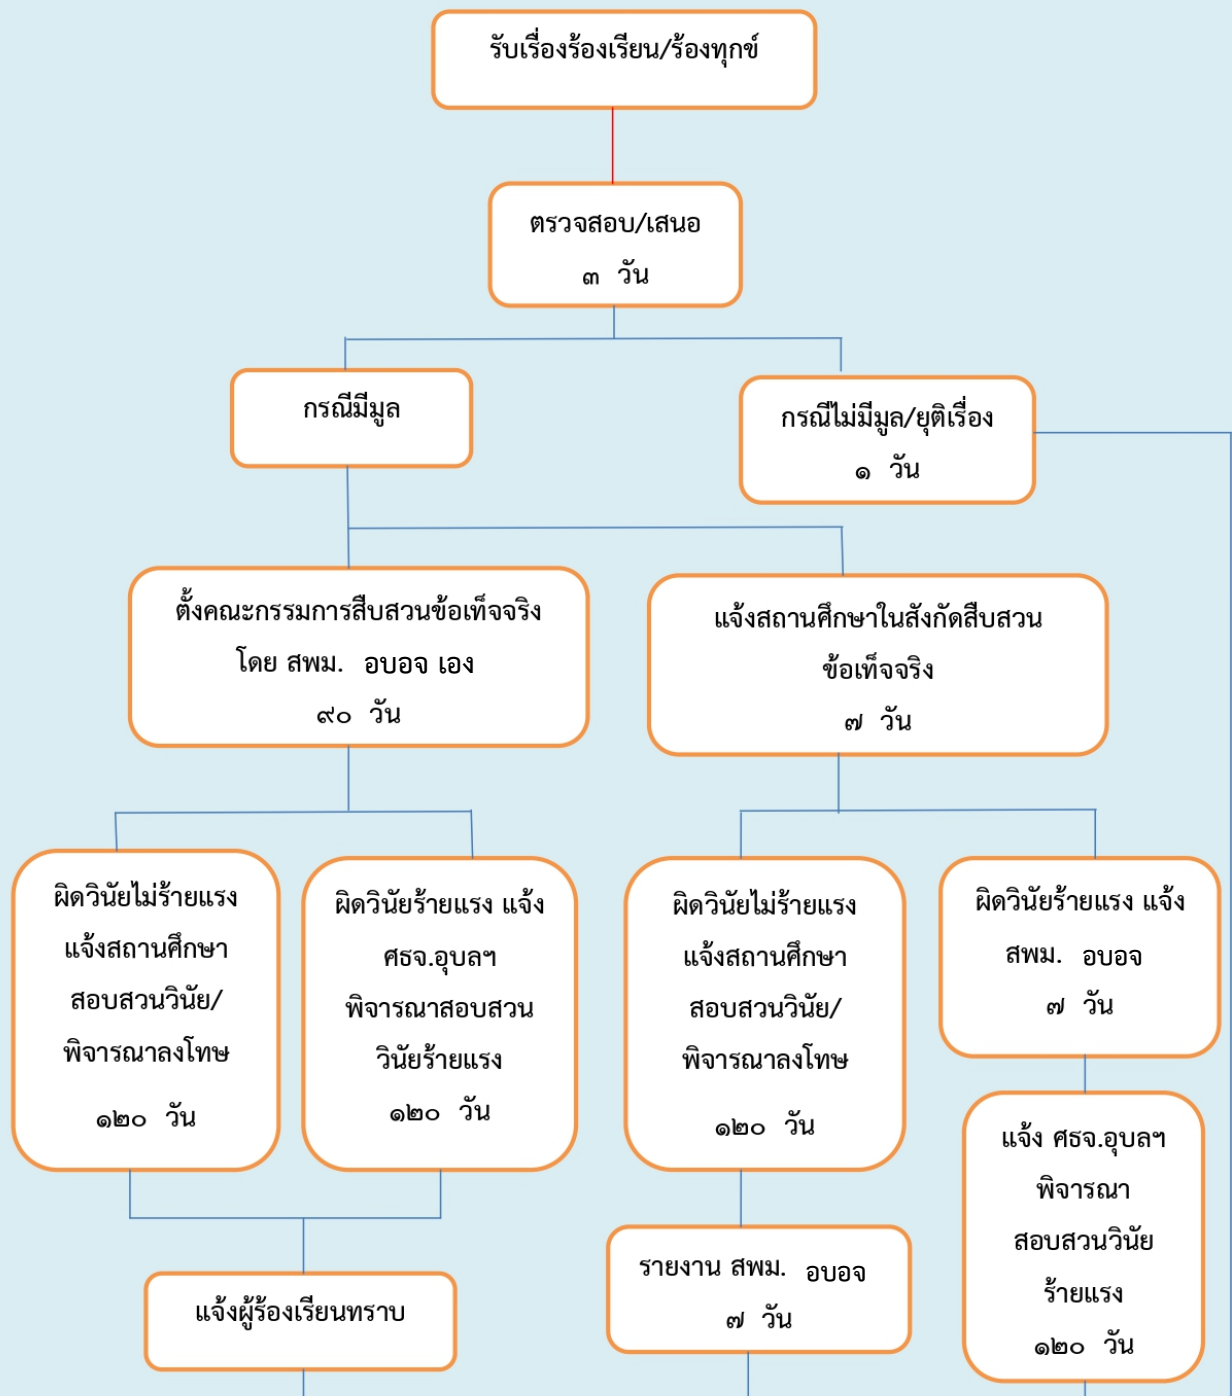 รับเรื่องร้องเรียน/ร้องทุกข์
ตรวจสอบ/เสนอ
๓ วัน
กรณีมีมูล
กรณีไม่มีมูล/ยุติเรื่อง
๑ วัน
ตั้งคณะกรรมการสืบสวนข้อเท็จจริง
โดย สพม. อบอจ เอง
๙๐ วัน
แจ้งสถานศึกษาในสังกัดสืบสวน
ข้อเท็จจริง
๗ วัน
ผิดวินัยไม่ร้ายแรง
แจ้งสถานศึกษา
สอบสวนวินัย/
พิจารณาลงโทษ
๑๒๐ วัน
ผิดวินัยร้ายแรง แจ้ง
ศธจ.อุบลฯ
พิจารณาสอบสวน
วินัยร้ายแรง
๑๒๐ วัน
ผิดวินัยไม่ร้ายแรง
แจ้งสถานศึกษา
สอบสวนวินัย/
พิจารณาลงโทษ
๑๒๐ วัน
ผิดวินัยร้ายแรง แจ้ง
สพม. อบอจ
๗ วัน
แจ้งผู้ร้องเรียนทราบ
รายงาน สพม. อบอจ
๗ วัน
แจ้ง ศธจ.อุบลฯ
พิจารณา
สอบสวนวินัย
ร้ายแรง
๑๒๐ วัน